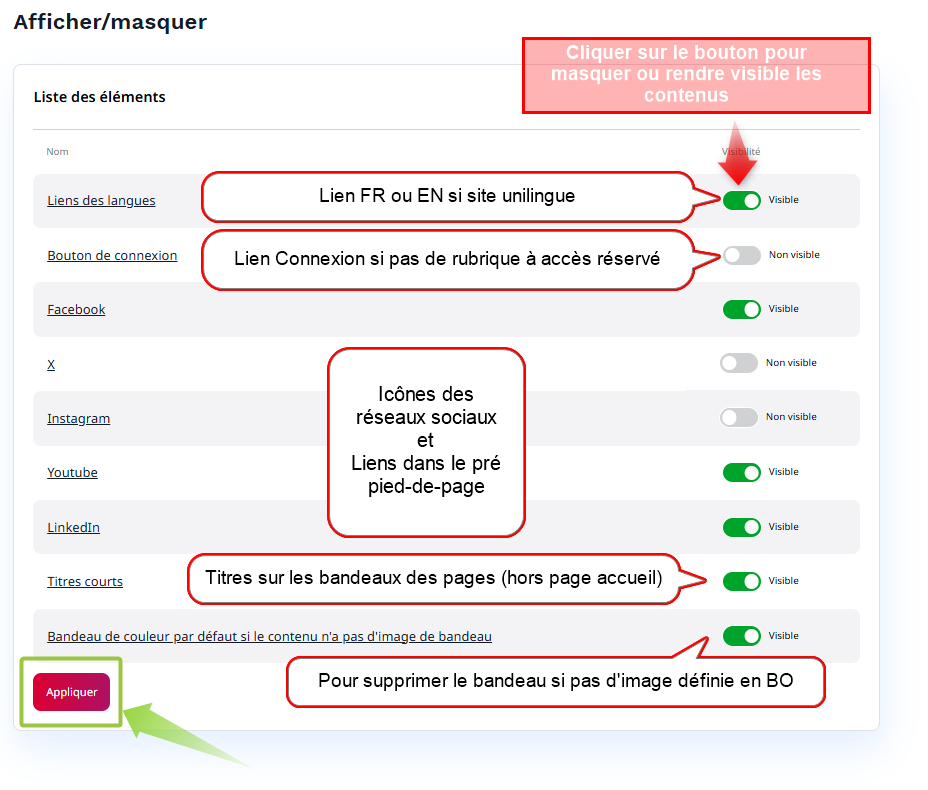 Afficher/masquer
Cliquer sur le bouton pour
masquer ou rendre visible les
contenus
Liste des éléments
Nom
Visibilité
Liens des langues
Lien FR ou EN si site unilingue
Visible
Bouton de connexion
Lien Connexion si pas de rubrique à accès réservé
Non visible
Facebook
Visible
X
Non visible
Icônes des
réseaux sociaux
et
Liens dans le pré
pied-de-page
Instagram
Non visible
Youtube
Visible
LinkedIn
Visible
Titres courts
Titres sur les bandeaux des pages (hors page accueil)
Visible
Bandeau de couleur par défaut si le contenu n'a pas d'image de bandeau
Visible
Pour supprimer le bandeau si pas d'image définie en BO
Appliquer